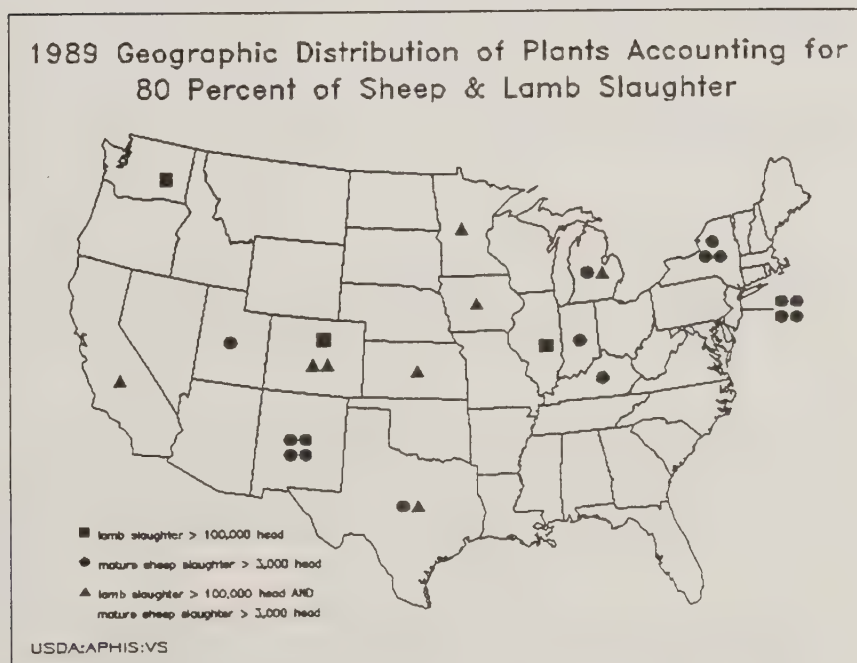 1989 Geographic Distribution of Plants Accounting for
80 Percent of Sheep & Lamb Slaughter
lamb slaughter > 100,000 head
mature sheep slaughter > 3,000 head
lamb slaughter > 100,000 head AND
mature sheep slaughter > 3,000 head
USDA:APHIS:VS